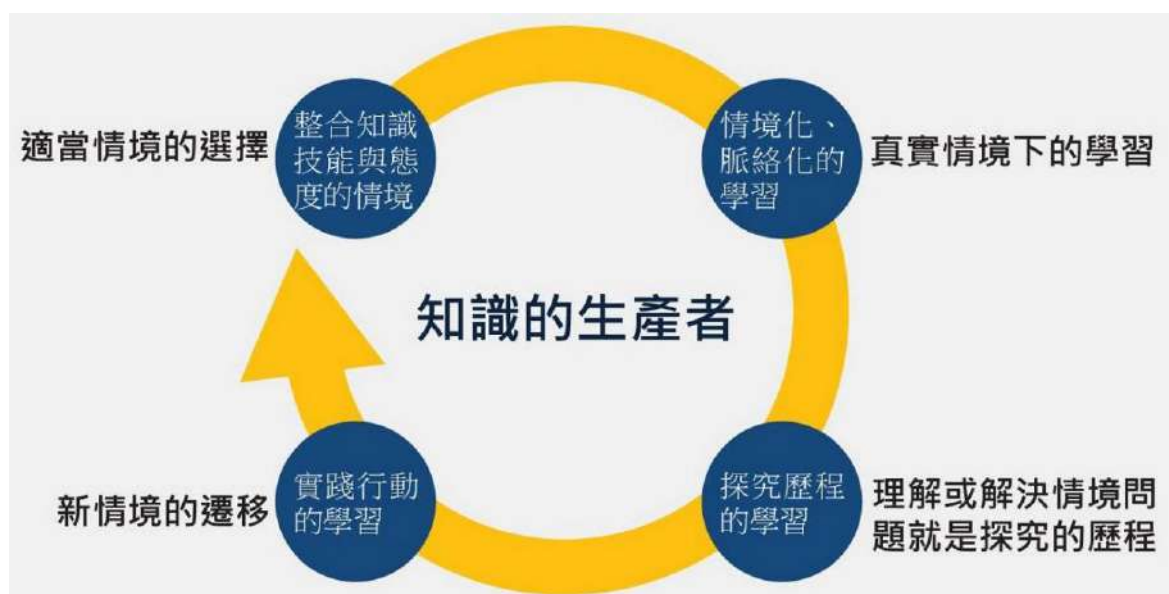 適當情境的選擇
整合知識
技能與態
度的情境
情境化、
脈絡化的
學習
真實情境下的學習
知識的生產者
新情境的遷移
實踐行動
的學習
探究歷程
的學習
理解或解決情境問
題就是探究的歷程